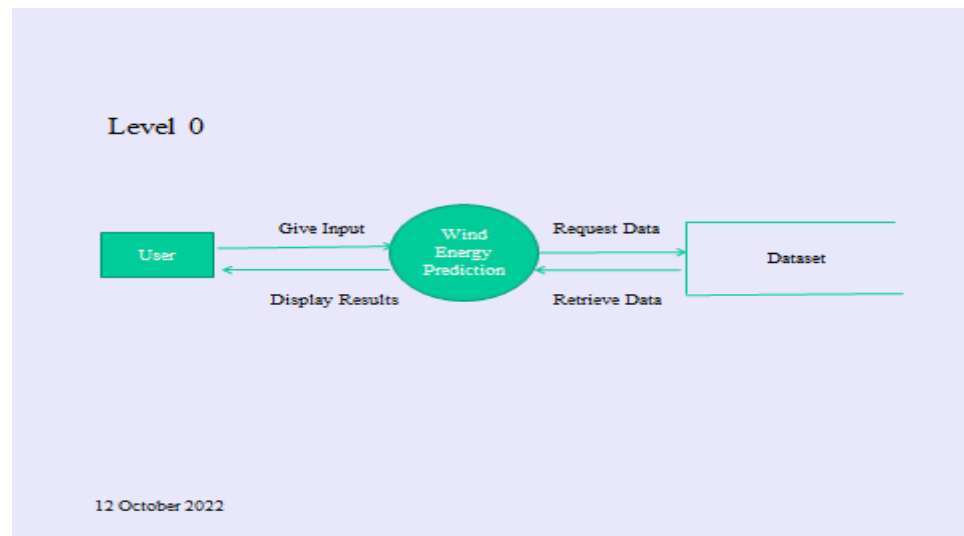 Level 0
Give Input
Request Data
User
Wind
Energy
Prediction
Dataset
Display Results
Retrieve Data
12 October 2022